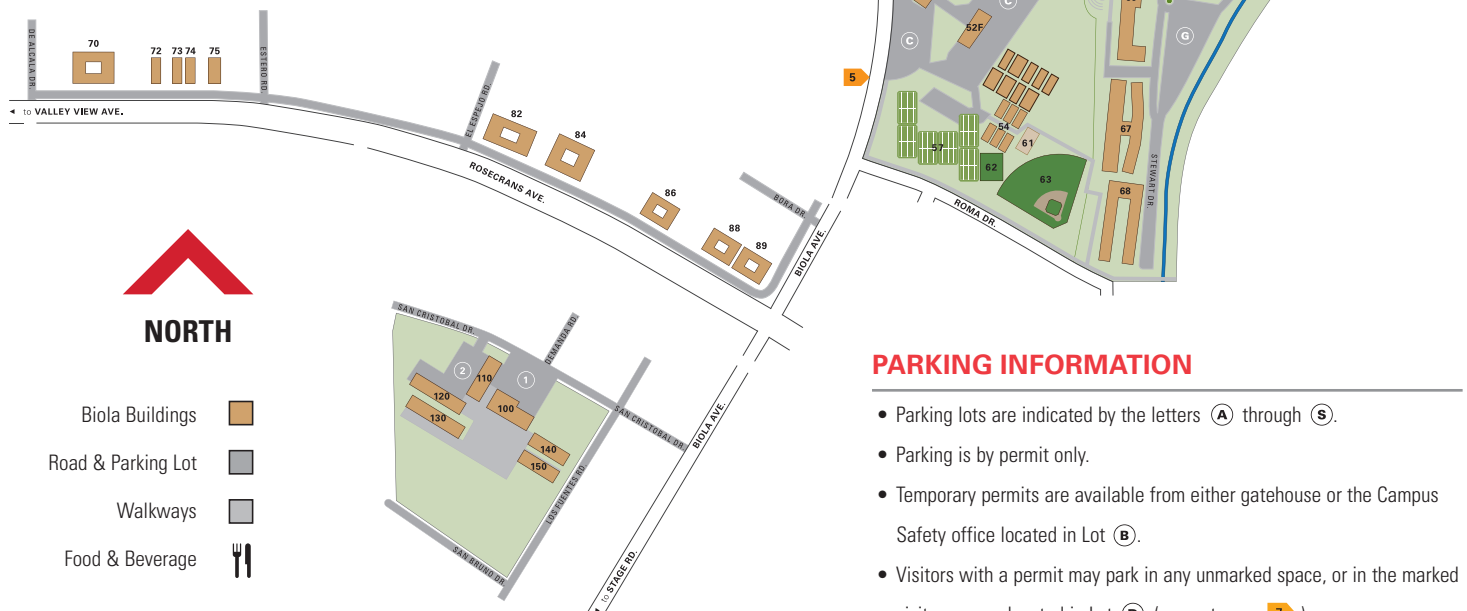 DE ALCALA DR.
70
72
73
74
75
ESTERO RD.
to VALLEY VIEW AVE.
EL ESPEJO RD.
82
84
ROSECRANS AVE.
86
88
89
BORA DR.
BIOLA AVE.
5
C
C
52F
G
54
57
61
62
63
67
68
STEWART DR.
ROMA DR.
NORTH
Biola Buildings
Road & Parking Lot
Walkways
Food & Beverage
SAN CRISTOBAL DR.
DEMANDA RD.
2
1
110
120
100
130
140
150
SAN CRISTOBAL DR.
BIOLA AVE.
LOS FUENTES RD.
SAN BRUNO DR.
to STAGE RD.
PARKING INFORMATION
• Parking lots are indicated by the letters A through S.
• Parking is by permit only.
• Temporary permits are available from either gatehouse or the Campus
Safety office located in Lot B.
• Visitors with a permit may park in any unmarked space, or in the marked